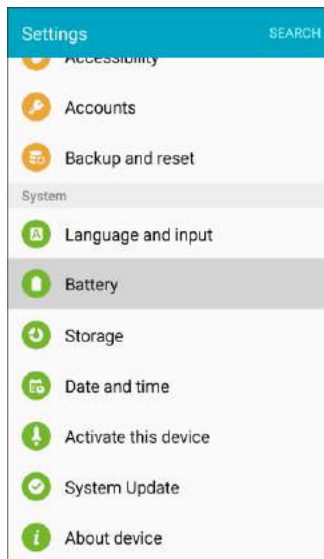 Settings
SEARCH
Accessibility
Accounts
Backup and reset
System
Language and input
Battery
Storage
Date and time
Activate this device
System Update
About device